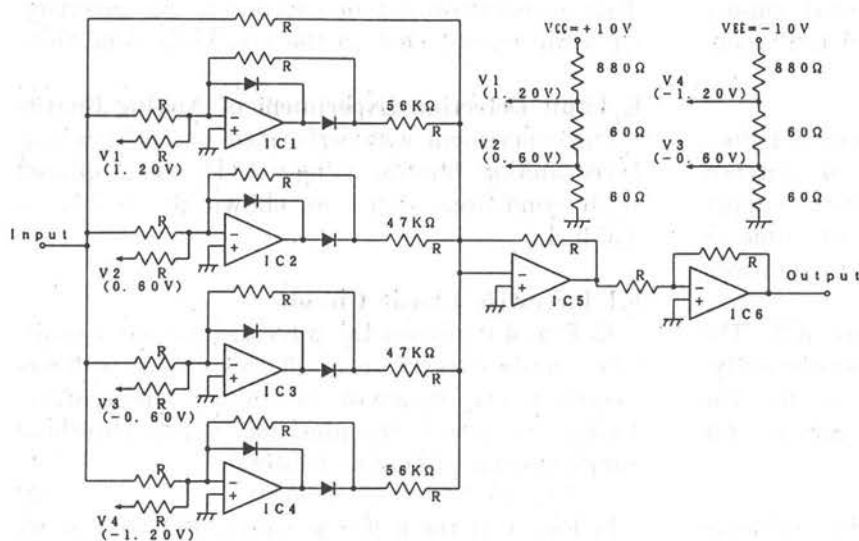 R
VCC=+10V
VEE=-10V
R
880Ω
880Ω
56KΩ
V1
(1. 20V)
V4
(-1. 20V)
R
R
IC1
R
V1
(1. 20V)
60Ω
60Ω
R
V2
(0. 60V)
V3
(-0. 60V)
R
47KΩ
60Ω
60Ω
Input
R
R
IC2
R
V2
(0. 60V)
R
R
Output
R
IC5
R
IC6
47KΩ
R
R
IC3
R
V3
(-0. 60V)
R
56KΩ
R
R
IC4
R
V4
(-1. 20V)